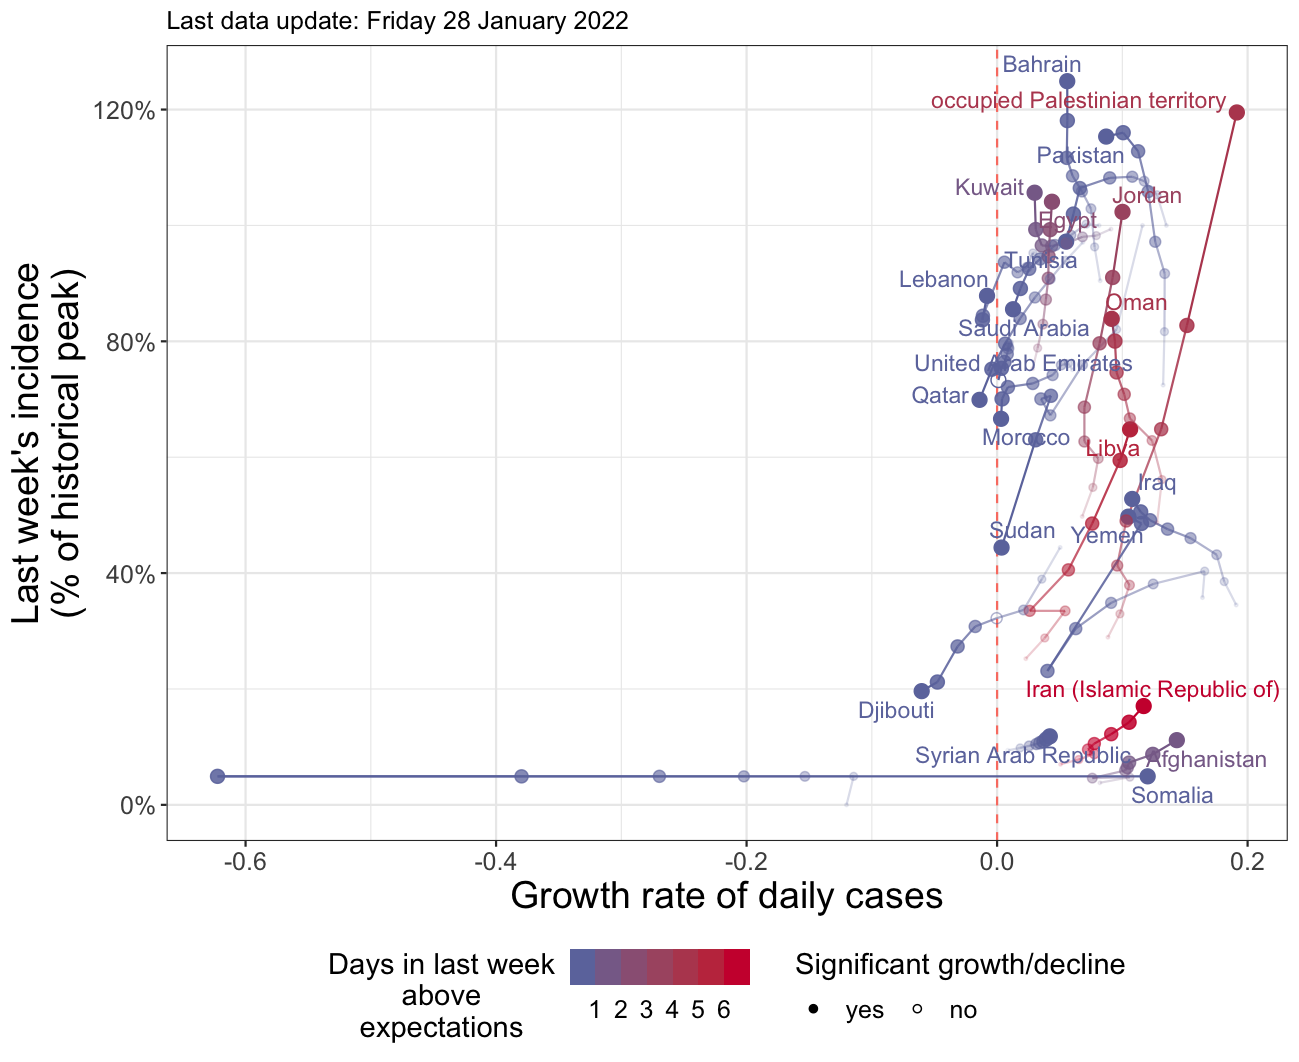 Last data update: Friday 28 January 2022
Bahrain
120%
occupied Palestinian territory
Pakistan
Kuwait
Jordan
Egypt
Tunisia
Lebanon
Oman
Saudi Arabia
80%
United Arab Emirates
Qatar
Morocco
Libya
Iraq
Sudan
Yemen
40%
Iran (Islamic Republic of)
Djibouti
Syrian Arab Republic
Afghanistan
Somalia
0%
Last week's incidence
(% of historical peak)
-0.6
-0.4
-0.2
0.0
0.2
Growth rate of daily cases
Days in last week
above
expectations
1 2 3 4 5 6
Significant growth/decline
yes
no